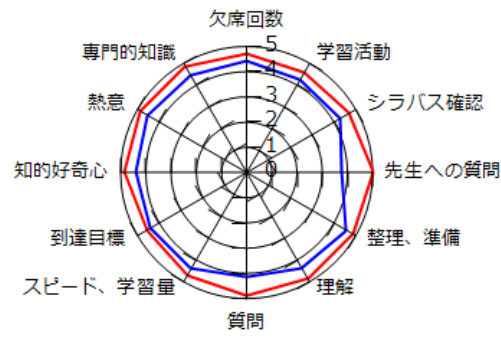 欠席回数
学習活動
シラバス確認
先生への質問
整理、準備
理解
質問
スピード、学習量
到達目標
知的好奇心
熱意
専門的知識
5
4
3
2
1
0